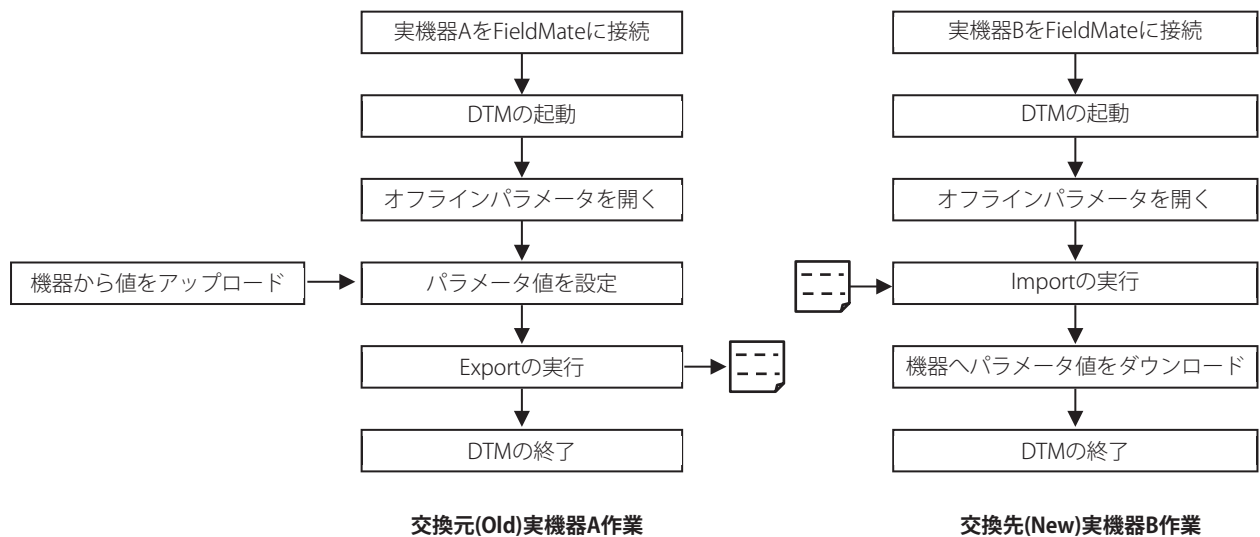 実機器AをFieldMateに接続
DTMの起動
オフラインパラメータを開く
機器から値をアップロード
パラメータ値を設定
Exportの実行
DTMの終了
交換元(Old)実機器A作業
実機器BをFieldMateに接続
DTMの起動
オフラインパラメータを開く
Importの実行
機器へパラメータ値をダウンロード
DTMの終了
交換先(New)実機器B作業